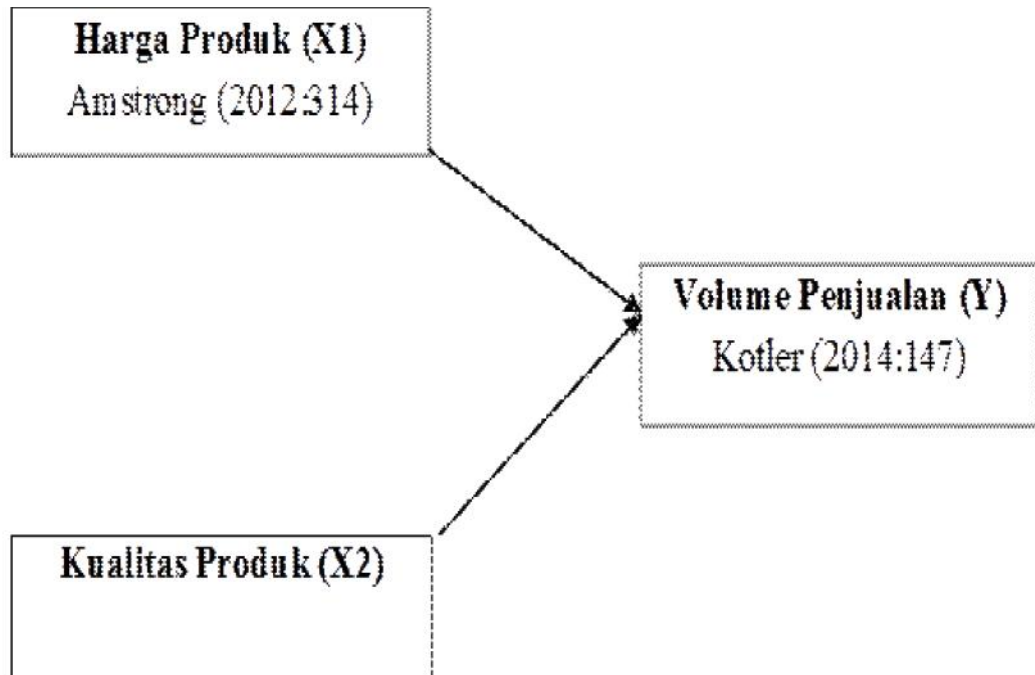 Harga Produk (X1)
Amstrong (2012:314)
Volume Penjualan (Y)
Kotler (2014:147)
Kualitas Produk (X2)